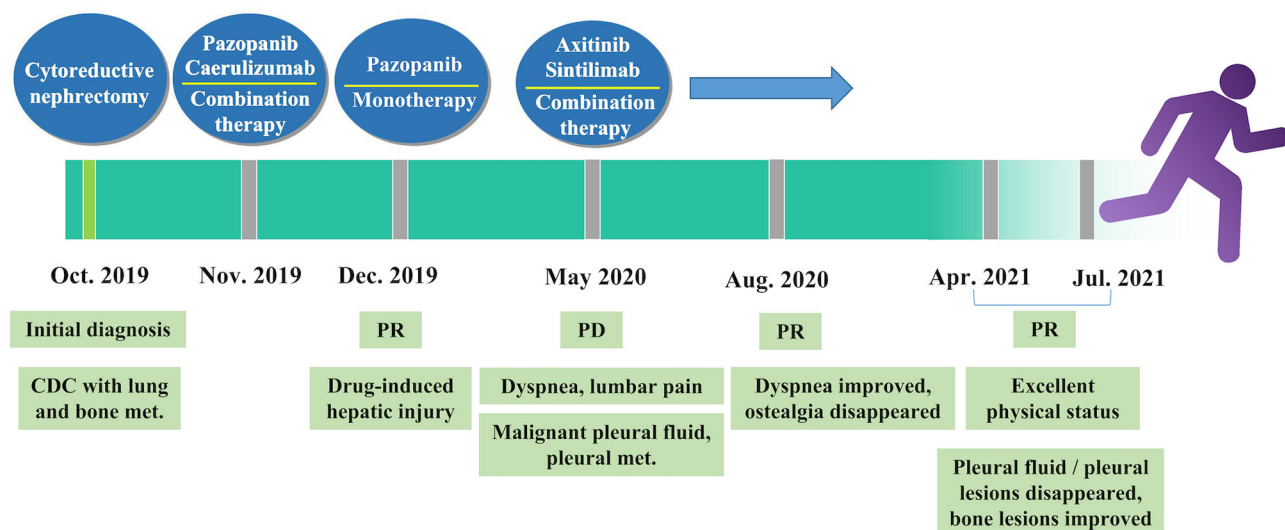 Cytoreductive
nephrectomy
Pazopanib
Caerulizumab
Combination
therapy
Pazopanib
Monotherapy
Axitinib
Sintilimab
Combination
therapy
Oct. 2019
Nov. 2019
Dec. 2019
May 2020
Aug. 2020
Apr. 2021
Jul. 2021
Initial diagnosis
PR
PD
PR
PR
CDC with lung
and bone met.
Drug-induced
hepatic injury
Dyspnea, lumbar pain
Malignant pleural fluid,
pleural met.
Dyspnea improved,
ostealgia disappeared
Excellent
physical status
Pleural fluid / pleural
lesions disappeared,
bone lesions improved